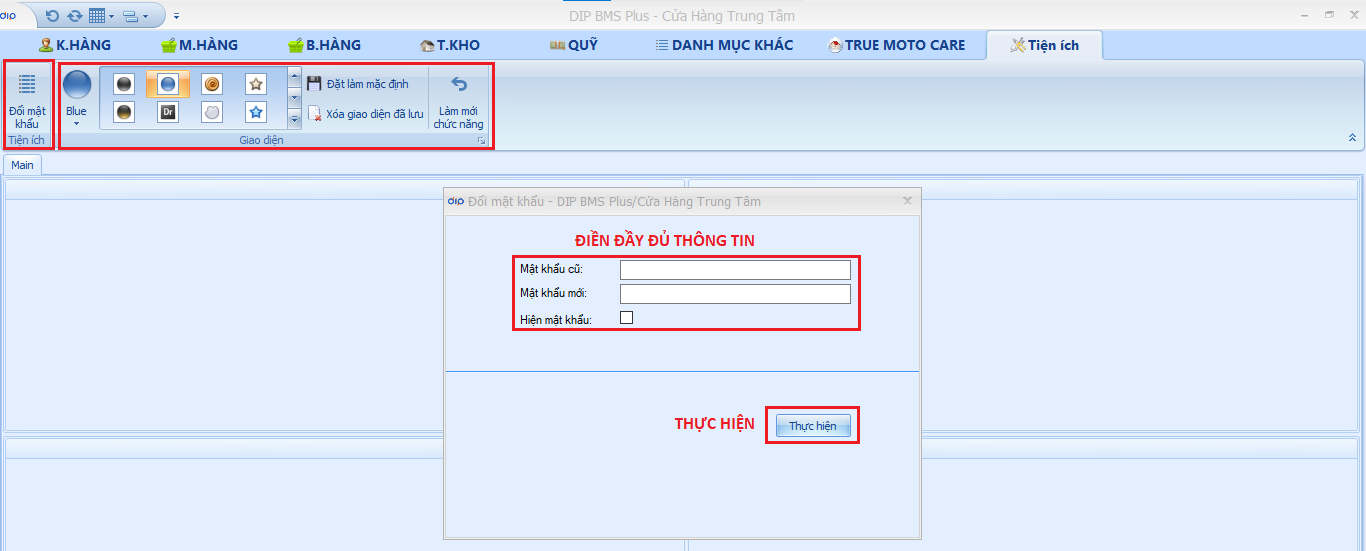 dip
DIP BMS Plus - Cửa Hàng Trung Tâm
K.HÀNG
M.HÀNG
B.HÀNG
T.KHO
QUỸ
DANH MỤC KHÁC
TRUE MOTO CARE
Tiện ích
Đổi mật
khẩu
Tiện ích
Blue
Dr
Đặt làm mặc định
Xóa giao diện đã lưu
Làm mới
chức năng
Giao diện
Main
dip Đổi mật khẩu - DIP BMS Plus/Cửa Hàng Trung Tâm
ĐIỀN ĐẦY ĐỦ THÔNG TIN
Mật khẩu cũ:
Mật khẩu mới:
Hiện mật khẩu:
THỰC HIỆN
Thực hiện